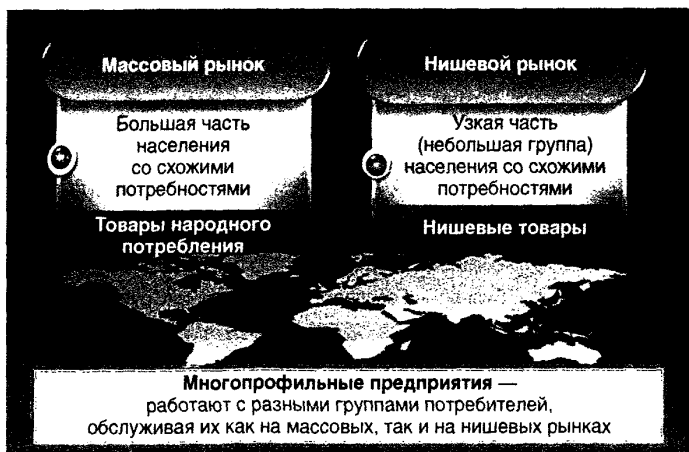 Массовый рынок
Большая часть
населения
со схожими
потребностями
Товары народного
потребления
Нишевой рынок
Узкая часть
(небольшая группа)
населения со схожими
потребностями
Нишевые товары
Многопрофильные предприятия —
работают с разными группами потребителей,
обслуживая их как на массовых, так и на нишевых рынках